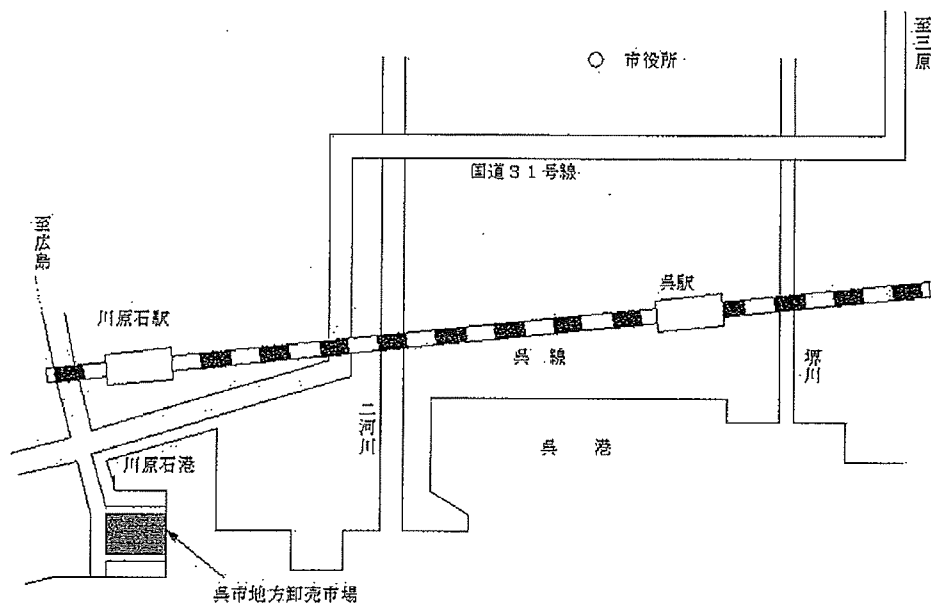 至三原
市役所
国道31号線
至広島
川原石駅
呉駅
呉線
堺川
二河川
呉港
川原石港
呉市地方卸売市場